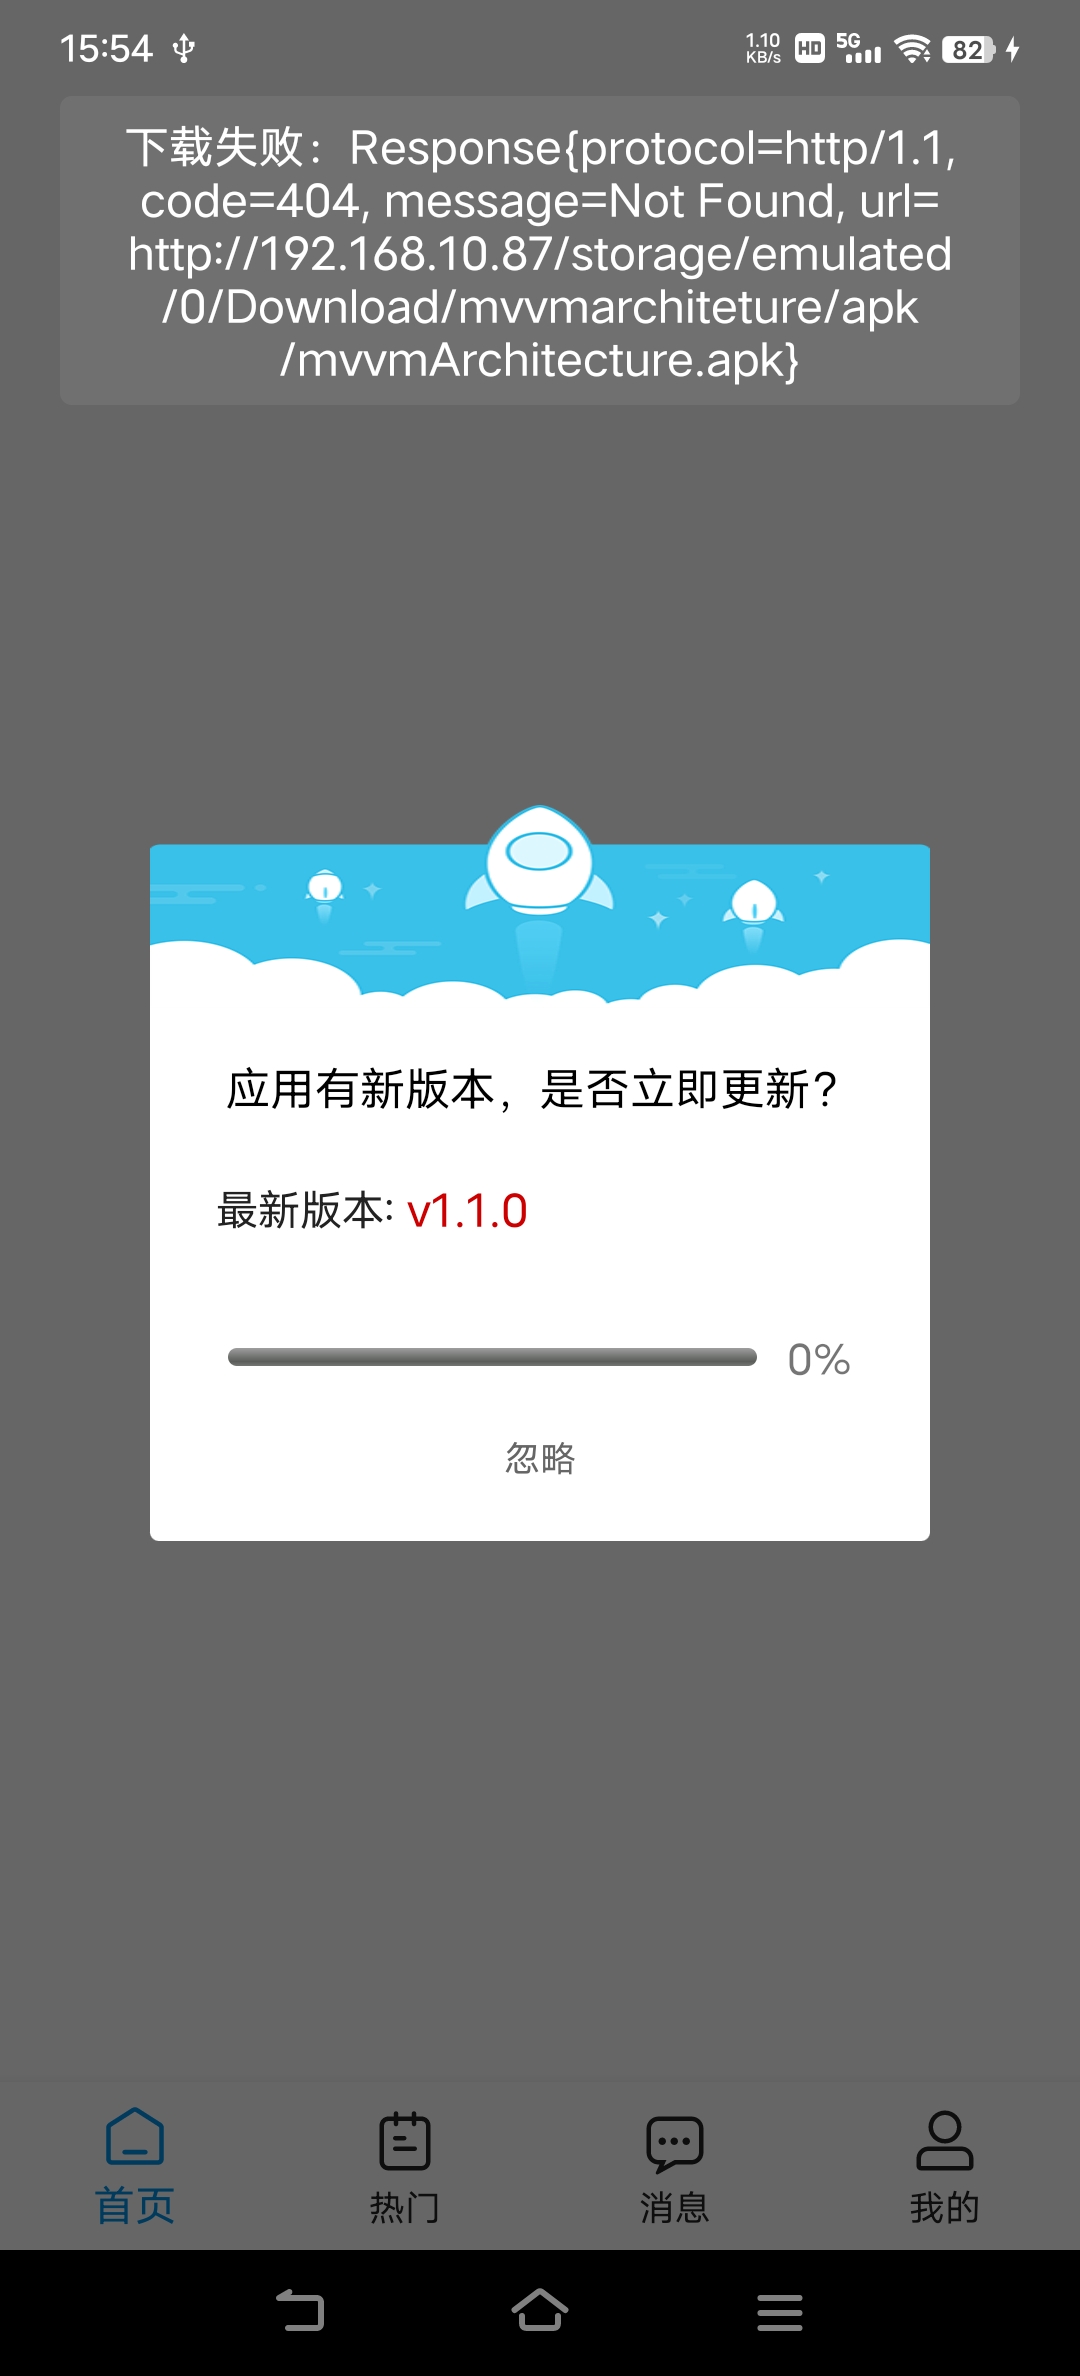 15:54
1.10 KB/s HD 5G 82
下载失败：Response{protocol=http/1.1,
code=404, message=Not Found, url=
http://192.168.10.87/storage/emulated
/0/Download/mvvmarchiteture/apk
/mvvmArchitecture.apk}
应用有新版本，是否立即更新?
最新版本: v1.1.0
0%
忽略
首页 热门 消息 我的